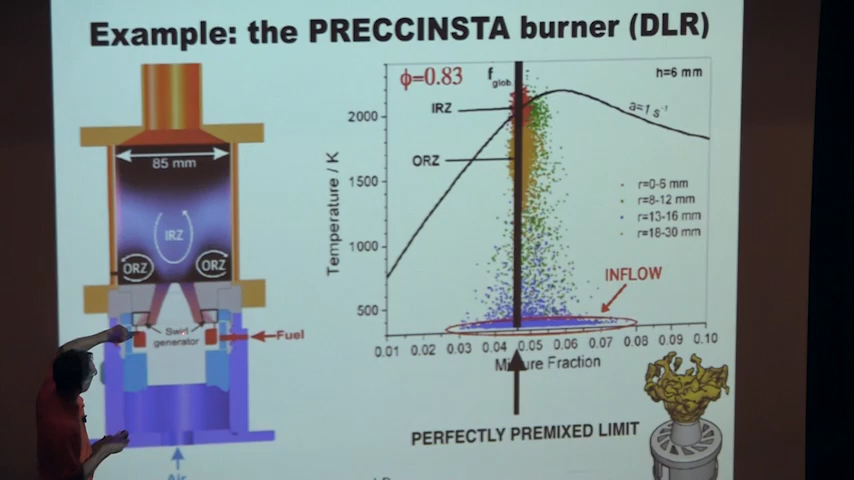 Example: the PRECCINSTA burner (DLR)
85 mm
IRZ
ORZ
ORZ
Swirl
generator
Fuel
Air
ϕ=0.83
f glob.
h=6 mm
IRZ
a=1 s⁻¹
ORZ
Temperature / K
2000
1500
1000
500
r=0-6 mm
r=8-12 mm
r=13-16 mm
r=18-30 mm
INFLOW
0.01 0.02 0.03 0.04 0.05 0.06 0.07 0.08 0.09 0.10
Mixture Fraction
PERFECTLY PREMIXED LIMIT